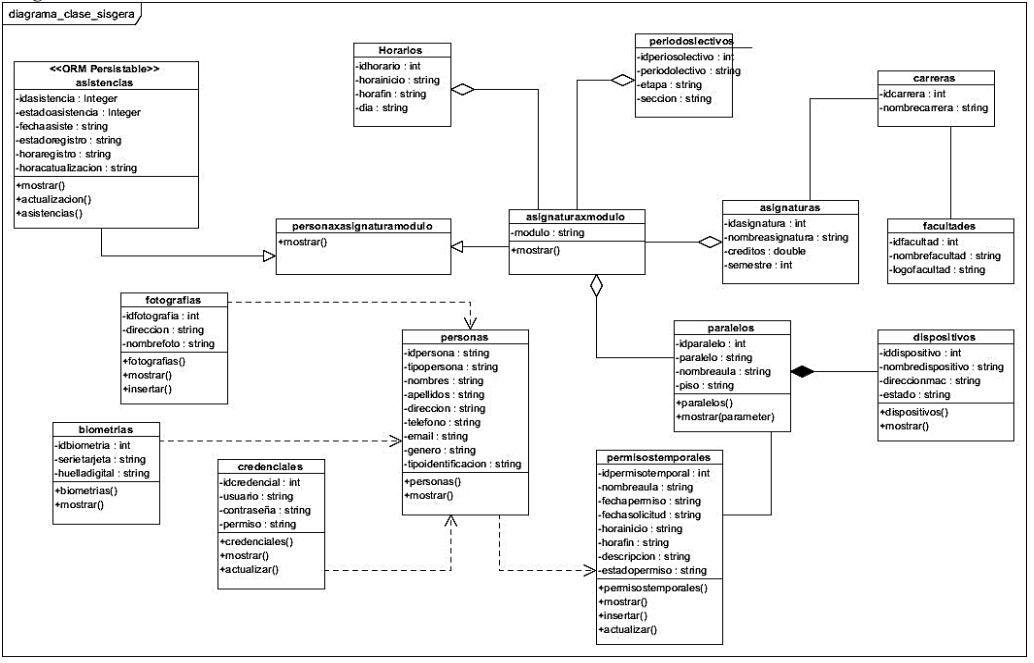 diagrama_clase_sisgera
<<ORM Persistable>>
asistencias
-idasistencia : Integer
-estadoasistencia : Integer
-fechaasiste : string
-estadoregistro : string
-horaregistro : string
-horacatualizacion : string
+mostrar()
+actualizacion()
+asistencias()
Horarios
-idhorario : int
-horainicio : string
-horafin : string
-dia : string
periodoslectivos
-idperiosolectivo : int
-periodolectivo : string
-etapa : string
-seccion : string
carreras
-idcarrera : int
-nombrecarrera : string
personaxasignaturamodulo
+mostrar()
asignaturaxmodulo
-modulo : string
+mostrar()
asignaturas
-idasignatura : int
-nombreasignatura : string
-creditos : double
-semestre : int
facultades
-idfacultad : int
-nombrefacultad : string
-logofacultad : string
fotografias
-idfotografia : int
-direccion : string
-nombrefoto : string
+fotografias()
+mostrar()
+insertar()
personas
-idpersona : string
-tipopersona : string
-nombres : string
-apellidos : string
-direccion : string
-telefono : string
-email : string
-genero : string
-tipoidentificacion : string
+personas()
+mostrar()
paralelos
-idparalelo : int
-paralelo : string
-nombreaula : string
-piso : string
+paralelos()
+mostrar(parameter)
dispositivos
-iddispositivo : int
-nombredispositivo : string
-direccionmac : string
-estado : string
+dispositivos()
+mostrar()
biometrias
-idbiometria : int
-serietarjeta : string
-huelladigital : string
+biometrias()
+mostrar()
credenciales
-idcredencial : int
-usuario : string
-contraseña : string
-permiso : string
+credenciales()
+mostrar()
+actualizar()
permisostemporales
-idpermisotemporal : int
-nombreaula : string
-fechapermiso : string
-fechasolicitud : string
-horainicio : string
-horafin : string
-descripcion : string
-estadopermiso : string
+permisostemporales()
+mostrar()
+insertar()
+actualizar()